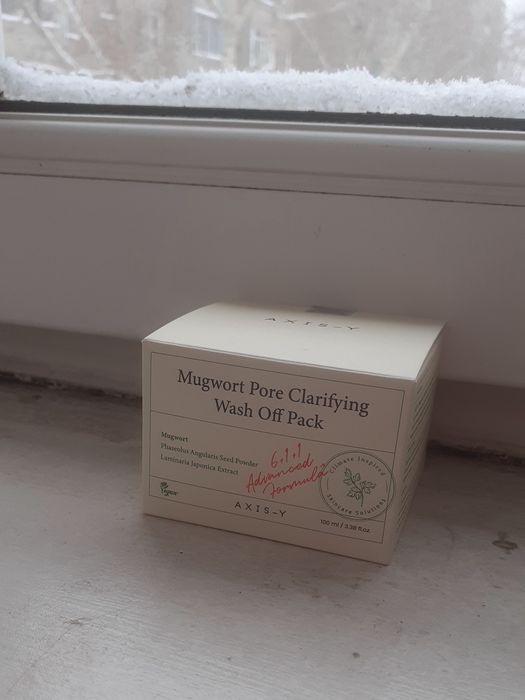 AXIS-Y
Mugwort Pore Clarifying
Wash Off Pack
Mugwort
Phaseolus Angularis Seed Powder
Laminaria Japonica Extract
6+1+1
Advanced
Formula
Climate Inspired
Skincare Solutions
Vegan
AXIS-Y
100 ml / 3.38 fl.oz.